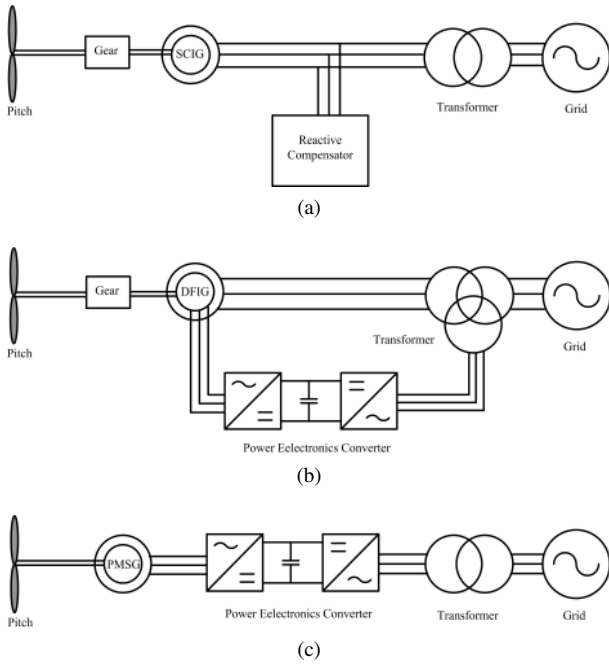 Gear
SCIG
Pitch
Transformer
Grid
Reactive
Compensator
(a)
Gear
DFIG
Pitch
Transformer
Grid
Power Eelectronics Converter
(b)
PMSG
Pitch
Power Eelectronics Converter
Transformer
Grid
(c)